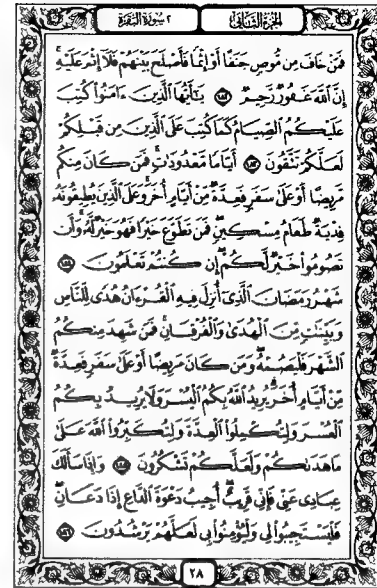 الجزء الثاني
٢ سورة البقرة
فَمَنْ خَافَ مِن مُّوصٍ جَنَفًا أَوْ إِثْمًا فَأَصْلَحَ بَيْنَهُمْ فَلَا إِثْمَ عَلَيْهِ
إِنَّ اللَّهَ غَفُورٌ رَّحِيمٌ ﴿١٨٢﴾ يَا أَيُّهَا الَّذِينَ ءَامَنُوا كُتِبَ
عَلَيْكُمُ الصِّيَامُ كَمَا كُتِبَ عَلَى الَّذِينَ مِن قَبْلِكُمْ
لَعَلَّكُمْ تَتَّقُونَ ﴿١٨٣﴾ أَيَّامًا مَّعْدُودَاتٍ فَمَن كَانَ مِنكُم
مَّرِيضًا أَوْ عَلَىٰ سَفَرٍ فَعِدَّةٌ مِّنْ أَيَّامٍ أُخَرَ وَعَلَى الَّذِينَ يُطِيقُونَهُ
فِدْيَةٌ طَعَامُ مِسْكِينٍ فَمَن تَطَوَّعَ خَيْرًا فَهُوَ خَيْرٌ لَّهُ وَأَن
تَصُومُوا خَيْرٌ لَّكُمْ إِن كُنتُمْ تَعْلَمُونَ ﴿١٨٤﴾
شَهْرُ رَمَضَانَ الَّذِي أُنزِلَ فِيهِ الْقُرْءَانُ هُدًى لِّلنَّاسِ
وَبَيِّنَاتٍ مِّنَ الْهُدَىٰ وَالْفُرْقَانِ فَمَن شَهِدَ مِنكُمُ
الشَّهْرَ فَلْيَصُمْهُ وَمَن كَانَ مَرِيضًا أَوْ عَلَىٰ سَفَرٍ فَعِدَّةٌ
مِّنْ أَيَّامٍ أُخَرَ يُرِيدُ اللَّهُ بِكُمُ الْيُسْرَ وَلَا يُرِيدُ بِكُمُ
الْعُسْرَ وَلِتُكْمِلُوا الْعِدَّةَ وَلِتُكَبِّرُوا اللَّهَ عَلَىٰ
مَا هَدَاكُمْ وَلَعَلَّكُمْ تَشْكُرُونَ ﴿١٨٥﴾ وَإِذَا سَأَلَكَ
عِبَادِي عَنِّي فَإِنِّي قَرِيبٌ أُجِيبُ دَعْوَةَ الدَّاعِ إِذَا دَعَانِ
فَلْيَسْتَجِيبُوا لِي وَلْيُؤْمِنُوا بِي لَعَلَّهُمْ يَرْشُدُونَ ﴿١٨٦﴾
٢٨